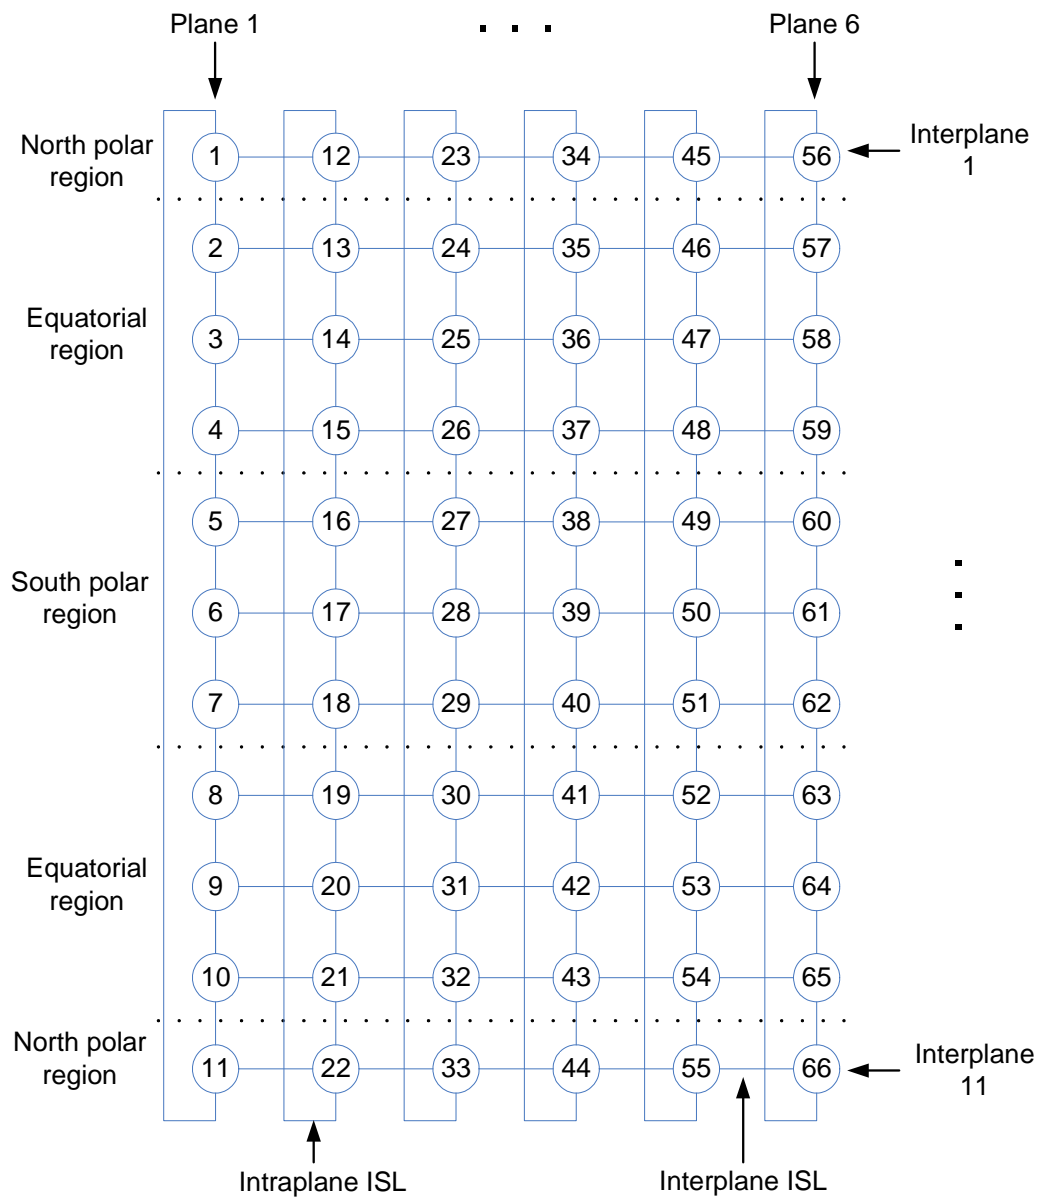 Plane 1
. . .
Plane 6
North polar
region
1 12 23 34 45 56
Interplane
1
2 13 24 35 46 57
Equatorial
region
3 14 25 36 47 58
4 15 26 37 48 59
5 16 27 38 49 60
South polar
region
6 17 28 39 50 61
7 18 29 40 51 62
8 19 30 41 52 63
Equatorial
region
9 20 31 42 53 64
10 21 32 43 54 65
North polar
region
11 22 33 44 55 66
Interplane
11
Intraplane ISL
Interplane ISL